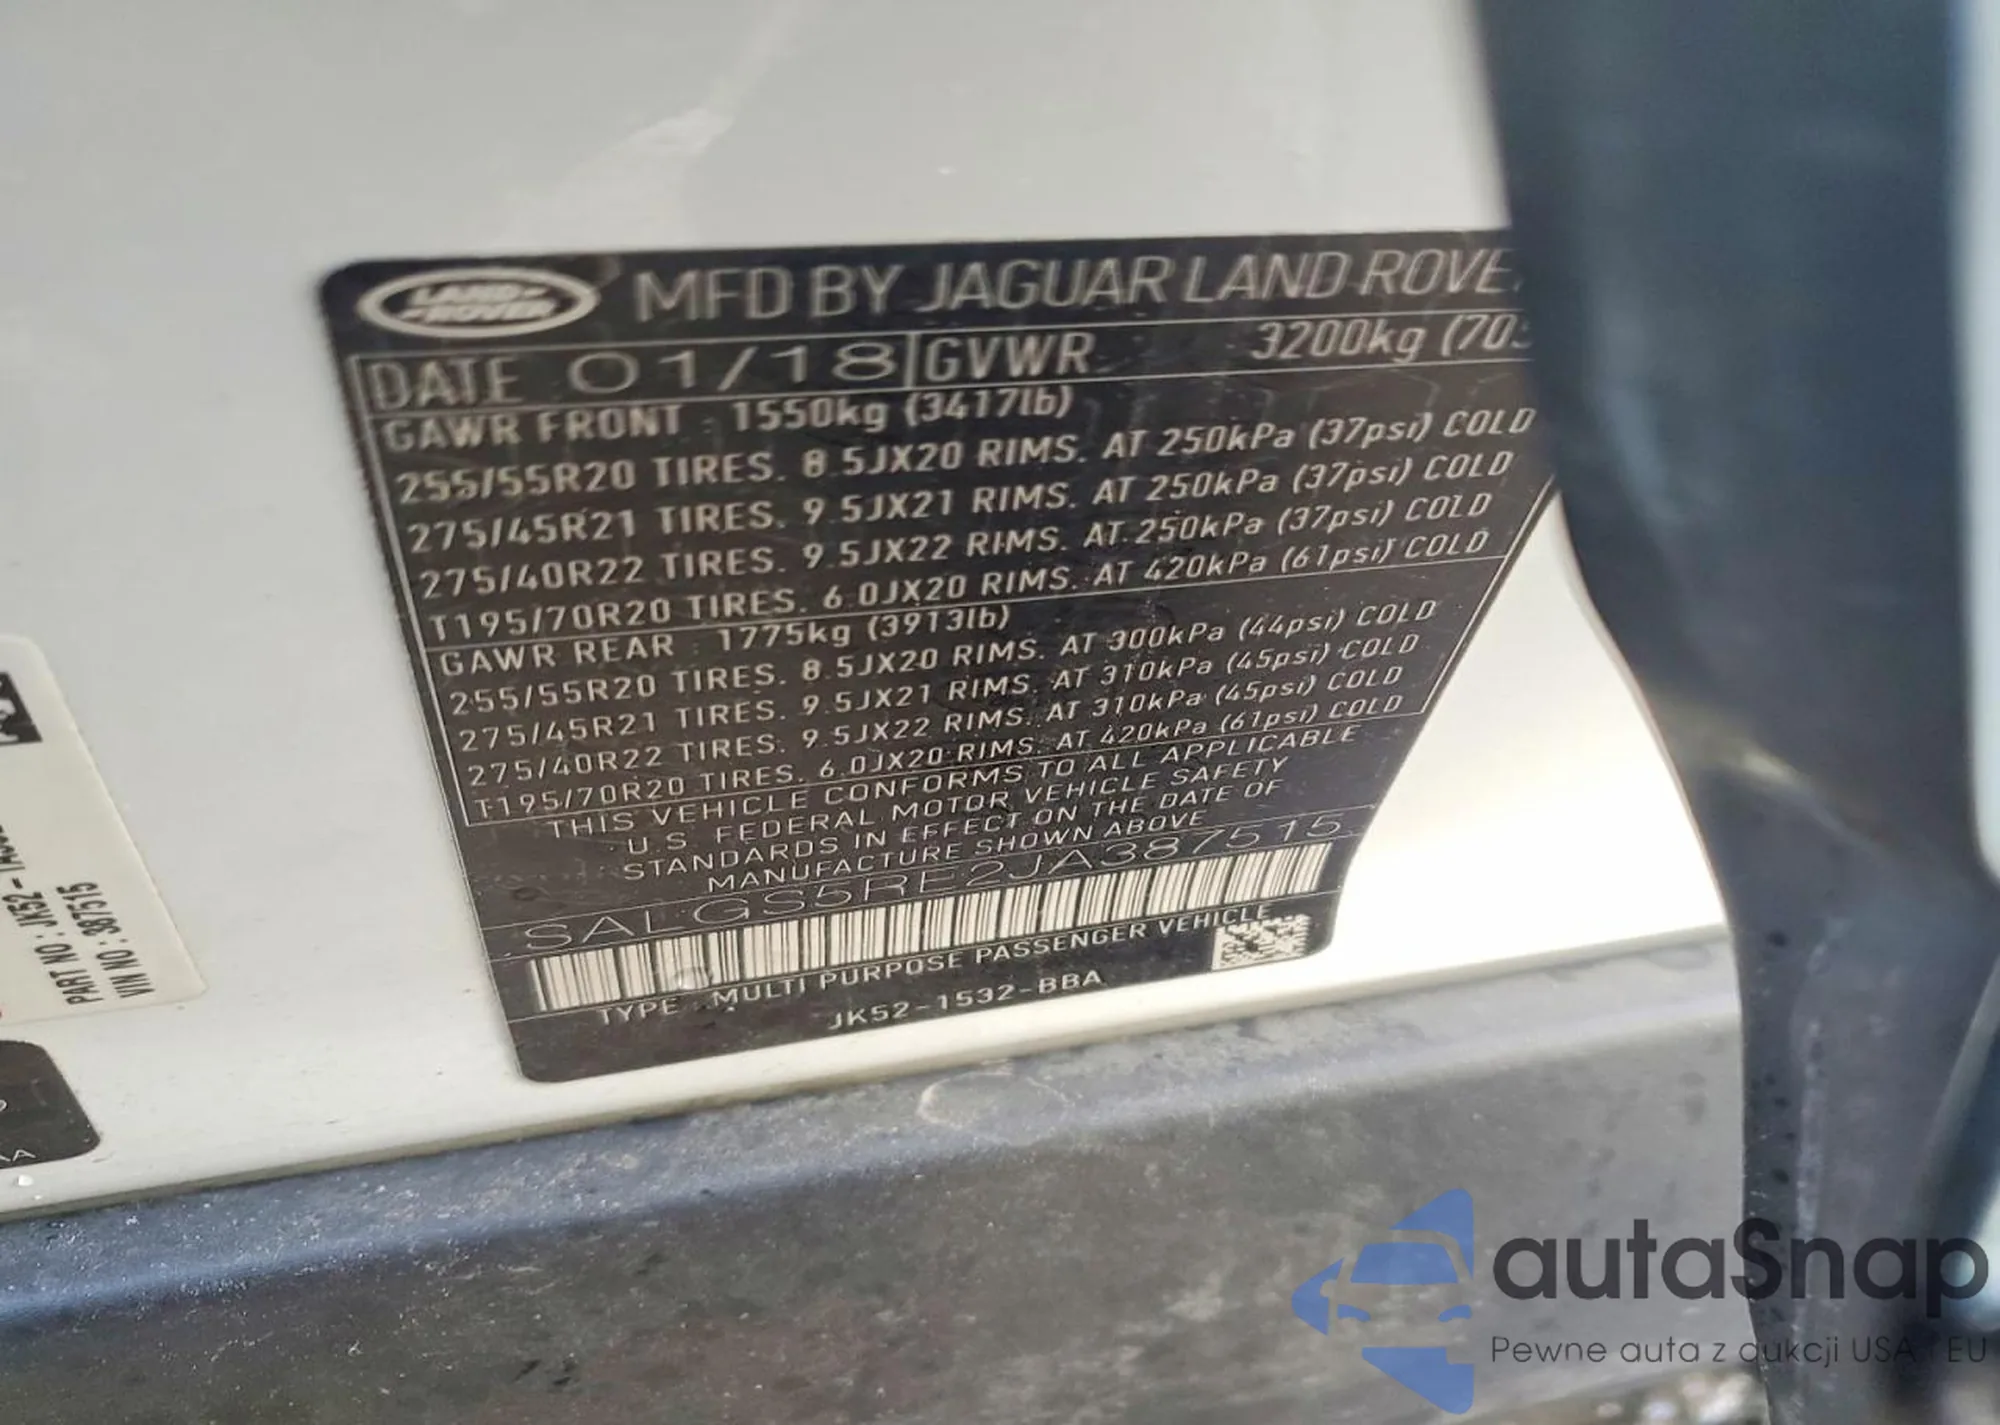 LAND ROVER
MFD BY JAGUAR LAND ROVE
DATE 01/18 GVWR 3200kg (705
GAWR FRONT 1550kg (3417lb)
255/55R20 TIRES. 8.5JX20 RIMS. AT 250kPa (37psi) COLD
275/45R21 TIRES. 9.5JX21 RIMS. AT 250kPa (37psi) COLD
275/40R22 TIRES. 9.5JX22 RIMS. AT 250kPa (37psi) COLD
T195/70R20 TIRES. 6.0JX20 RIMS. AT 420kPa (61psi) COLD
GAWR REAR 1775kg (3913lb)
255/55R20 TIRES. 8.5JX20 RIMS. AT 300kPa (44psi) COLD
275/45R21 TIRES. 9.5JX21 RIMS. AT 310kPa (45psi) COLD
275/40R22 TIRES. 9.5JX22 RIMS. AT 310kPa (45psi) COLD
T195/70R20 TIRES. 6.0JX20 RIMS. AT 420kPa (61psi) COLD
THIS VEHICLE CONFORMS TO ALL APPLICABLE
U.S. FEDERAL MOTOR VEHICLE SAFETY
STANDARDS IN EFFECT ON THE DATE OF
MANUFACTURE SHOWN ABOVE
SALGS5RE2JA387515
TYPE : MULTI PURPOSE PASSENGER VEHICLE
JK52-1532-BBA
PART NO : JK52-
VIN NO : 387515
autaSnap
Pewne auta z aukcji USA i EU